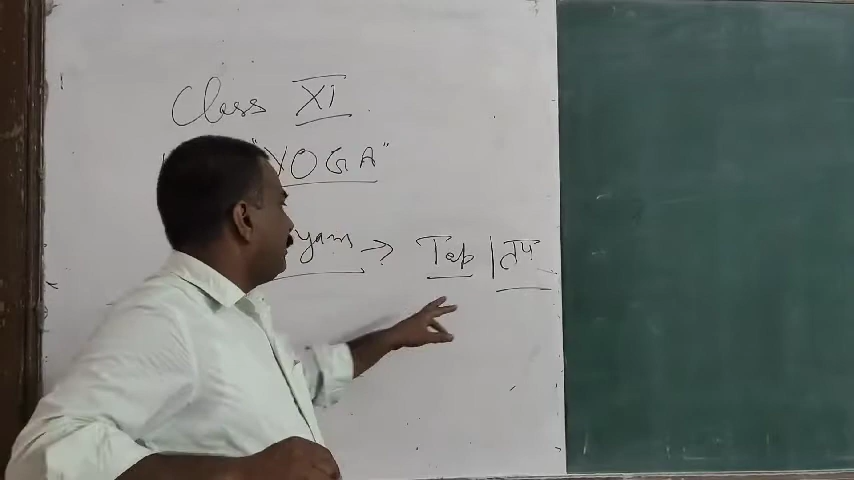 Class XI
"YOGA"
yam → Tap | तप